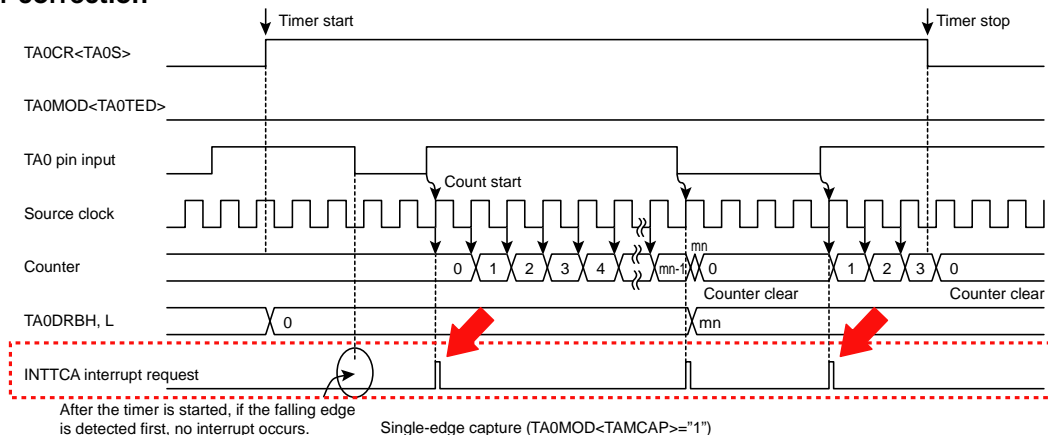 r correction
Timer start
Timer stop
TA0CR<TA0S>
TA0MOD<TA0TED>
TA0 pin input
Count start
Source clock
mn
Counter
0 1 2 3 4 mn-1 0 1 2 3 0
Counter clear
Counter clear
TA0DRBH, L
0
mn
INTTCA interrupt request
After the timer is started, if the falling edge
is detected first, no interrupt occurs.
Single-edge capture (TA0MOD<TAMCAP>="1")